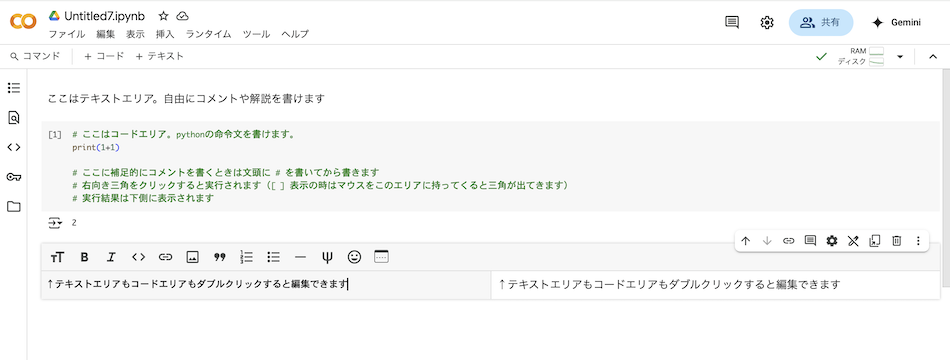 Untitled7.ipynb
ファイル 編集 表示 挿入 ランタイム ツール ヘルプ
共有
Gemini
コマンド + コード + テキスト
RAM
ディスク
ここはテキストエリア。自由にコメントや解説を書けます
[1] # ここはコードエリア。pythonの命令文を書けます。
print(1+1)
# ここに補足的にコメントを書くときは文頭に # を書いてから書きます
# 右向き三角をクリックすると実行されます（[ ] 表示の時はマウスをこのエリアに持ってくると三角が出てきます）
# 実行結果は下側に表示されます
2
↑テキストエリアもコードエリアもダブルクリックすると編集できます
↑テキストエリアもコードエリアもダブルクリックすると編集できます